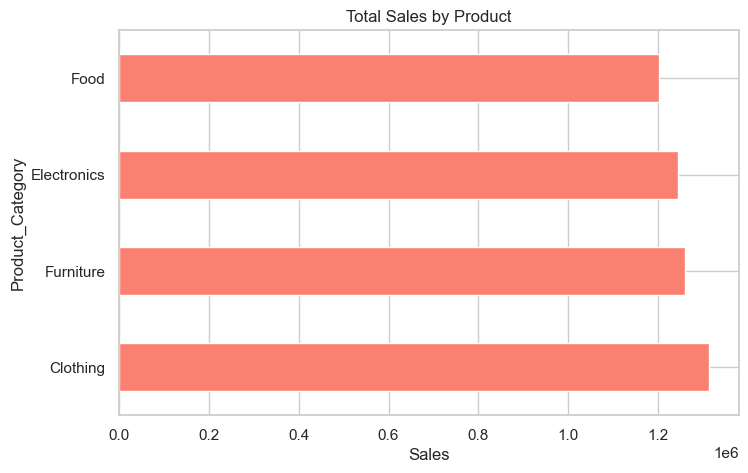 Total Sales by Product
Product_Category
Food
Electronics
Furniture
Clothing
0.0 0.2 0.4 0.6 0.8 1.0 1.2
1e6
Sales